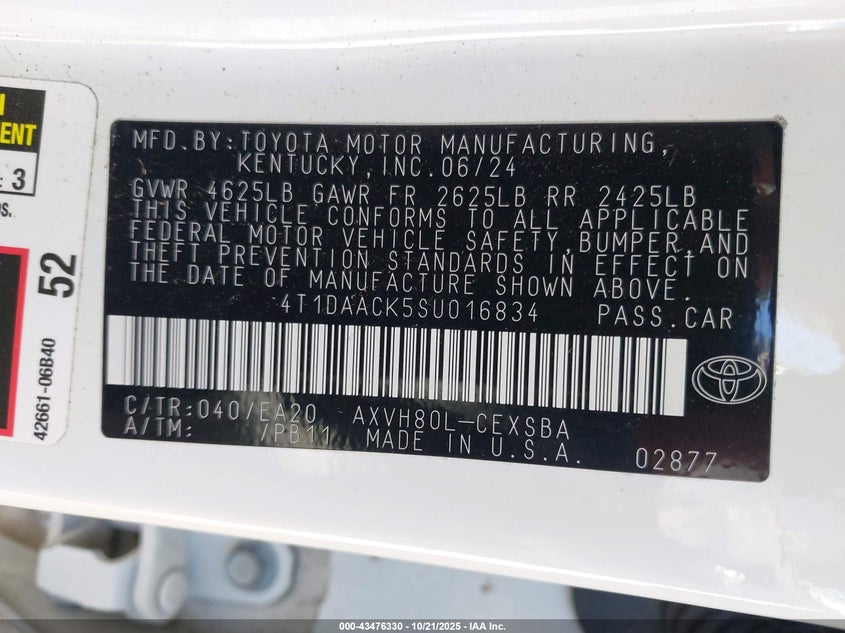 MFD.BY:TOYOTA MOTOR MANUFACTURING,
KENTUCKY,INC.06/24
GVWR 4625LB GAWR FR 2625LB RR 2425LB
THIS VEHICLE CONFORMS TO ALL APPLICABLE
FEDERAL MOTOR VEHICLE SAFETY,BUMPER,AND
THEFT PREVENTION STANDARDS IN EFFECT ON
THE DATE OF MANUFACTURE SHOWN ABOVE.
4T1DAACK5SU016834 PASS.CAR
C/TR:040/EA20 AXVH80L-CEXSBA
A/TM: /PB11 MADE IN U.S.A. 02877
: 3
52
42661-06B40
000-43476330 - 10/21/2025 - IAA Inc.